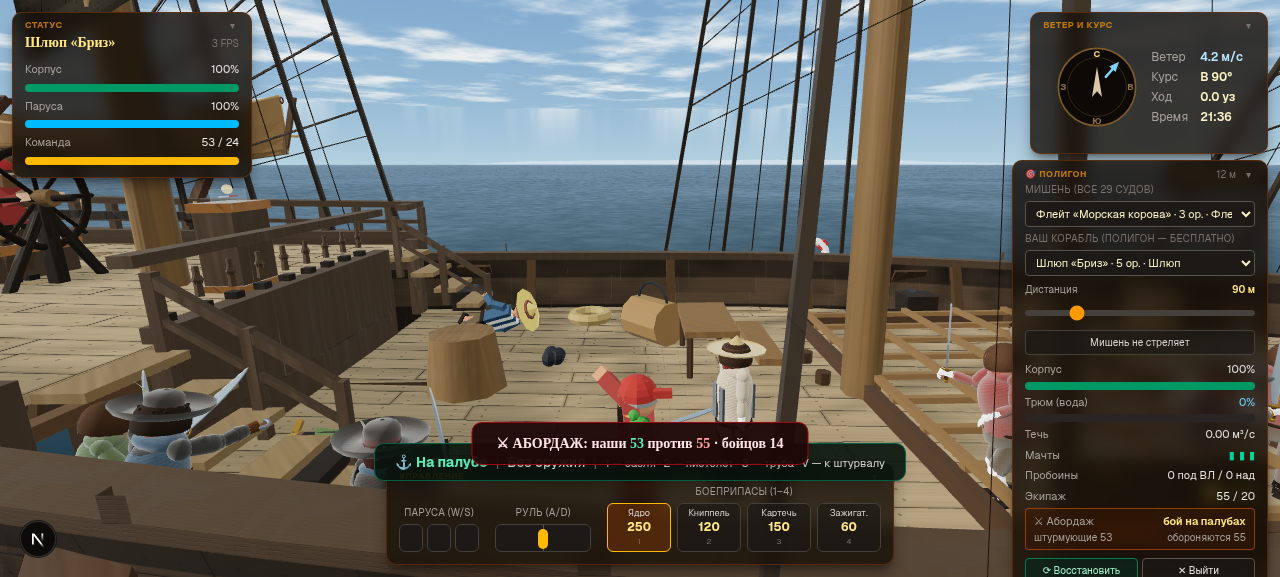 СТАТУС
Шлюп «Бриз»
3 FPS
Корпус 100%
Паруса 100%
Команда 53 / 24
ВЕТЕР И КУРС
С
З
В
Ю
Ветер 4.2 м/с
Курс В 90°
Ход 0.0 уз
Время 21:36
ПОЛИГОН 12 м
МИШЕНЬ (ВСЕ 29 СУДОВ)
Флейт «Морская корова» · 3 ор. · Фле
ВАШ КОРАБЛЬ (ПОЛИГОН — БЕСПЛАТНО)
Шлюп «Бриз» · 5 ор. · Шлюп
Дистанция 90 м
Мишень не стреляет
Корпус 100%
Трюм (вода) 0%
Течь 0.00 м³/с
Мачты
Пробоины 0 под ВЛ / 0 над
Экипаж 55 / 20
⚔ Абордаж бой на палубах
штурмующие 53 обороняются 55
⟳ Восстановить
✕ Выйти
⚔ АБОРДАЖ: наши 53 против 55 · бойцов 14
⚓ На палубе | Без оружия | V — к штурвалу
БОЕПРИПАСЫ (1–4)
ПАРУСА (W/S)
РУЛЬ (A/D)
Ядро
250
1
Книппель
120
2
Картечь
150
3
Зажигат.
60
4
N